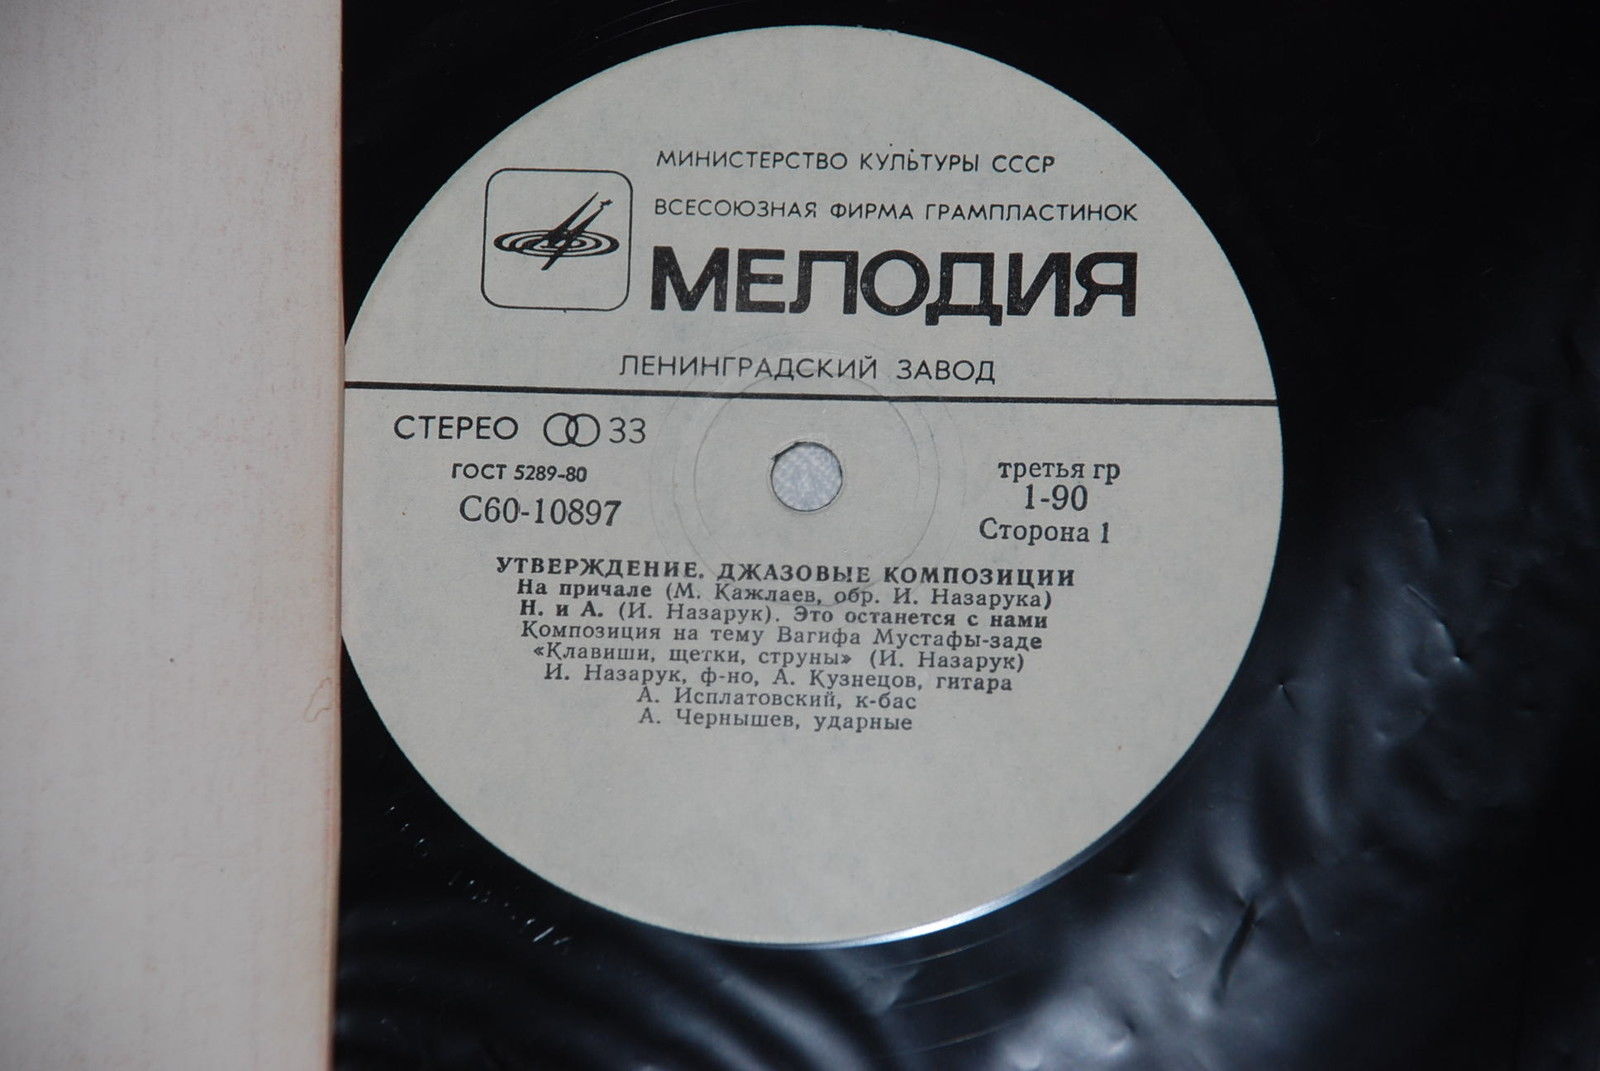 МИНИСТЕРСТВО КУЛЬТУРЫ СССР
ВСЕСОЮЗНАЯ ФИРМА ГРАМПЛАСТИНОК
МЕЛОДИЯ
ЛЕНИНГРАДСКИЙ ЗАВОД
СТЕРЕО 33
ГОСТ 5289-80
С60-10897
третья гр
1-90
Сторона 1
УТВЕРЖДЕНИЕ. ДЖАЗОВЫЕ КОМПОЗИЦИИ
На причале (М. Кажлаев, обр. И. Назарука)
Н. и А. (И. Назарук). Это останется с нами
Композиция на тему Вагифа Мустафы-заде
«Клавиши, щетки, струны» (И. Назарук)
И. Назарук, ф-но, А. Кузнецов, гитара
А. Исплатовский, к-бас
А. Чернышев, ударные